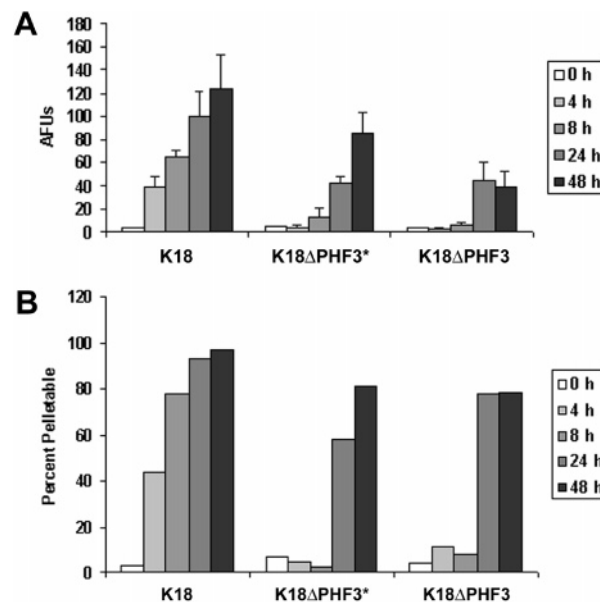 A
AFUs
180
160
140
120
100
80
60
40
20
0
K18 K18ΔPHF3* K18ΔPHF3
0 h
4 h
8 h
24 h
48 h
B
Percent Pelletable
120
100
80
60
40
20
0
K18 K18ΔPHF3* K18ΔPHF3
0 h
4 h
8 h
24 h
48 h